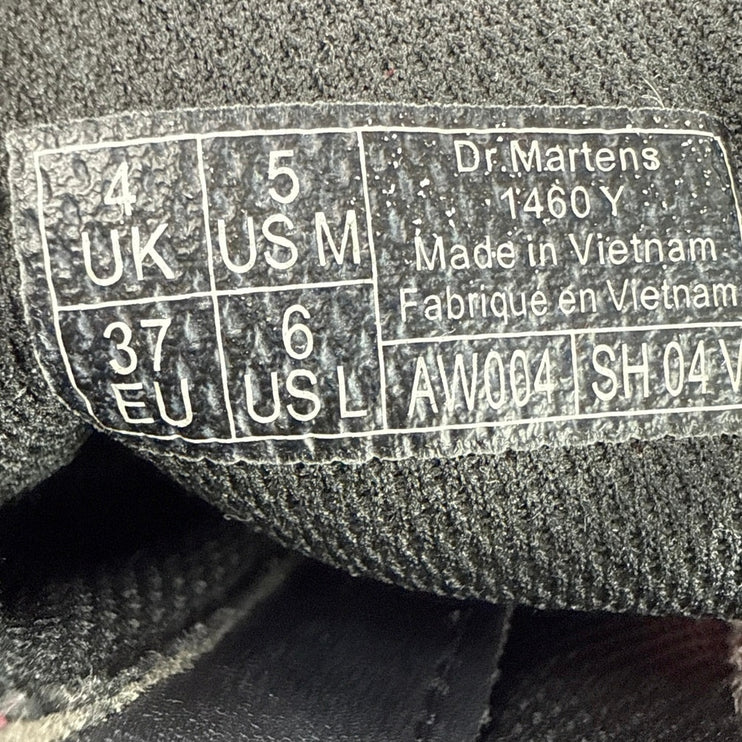 4
UK
5
US M
37
EU
6
US L
Dr.Martens
1460 Y
Made in Vietnam
Fabriqué en Vietnam
AW004
SH 04 V